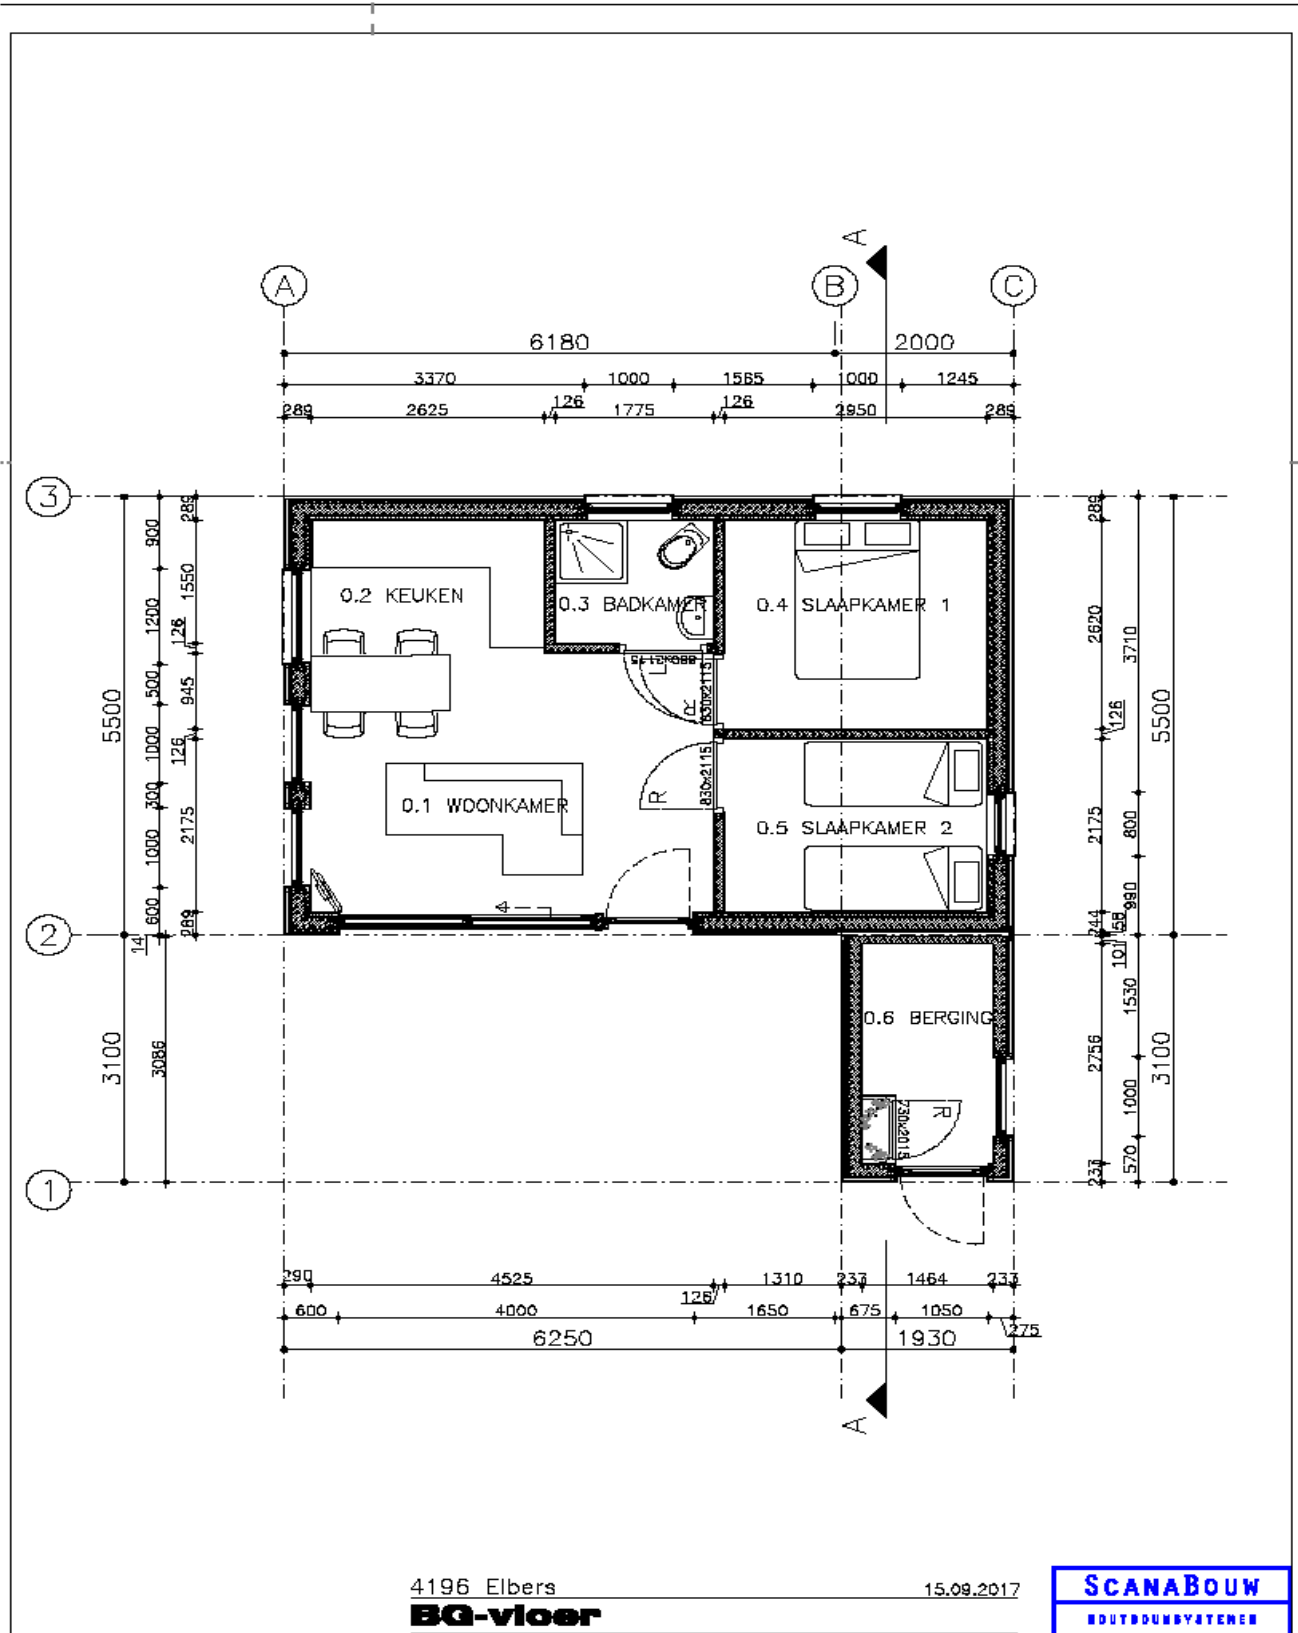 A
A B C
6180 2000
3370 1000 1565 1000 1245
289 2625 126 1775 126 2950 289
3
900 289 289
1550
0.2 KEUKEN 0.3 BADKAMER 0.4 SLAAPKAMER 1
1200 126 2620 3710
880x2115
830x2115
R
5500 500 945 126 5500
1000 126
830x2115
R
300 0.1 WOONKAMER
0.5 SLAAPKAMER 2
1000 2175 2175 800
600 289 990
244 158
2
14 101
3100 3086 0.6 BERGING 1530
2756 3100
1000
R
730x2015
570
233
1
290 4525 126 1310 233 1464 233
600 4000 1650 675 1050 275
6250 1930
A
4196 Elbers 15.09.2017
BG-vloer
SCANABOUW
HOUTBOUWSYSTEMEN